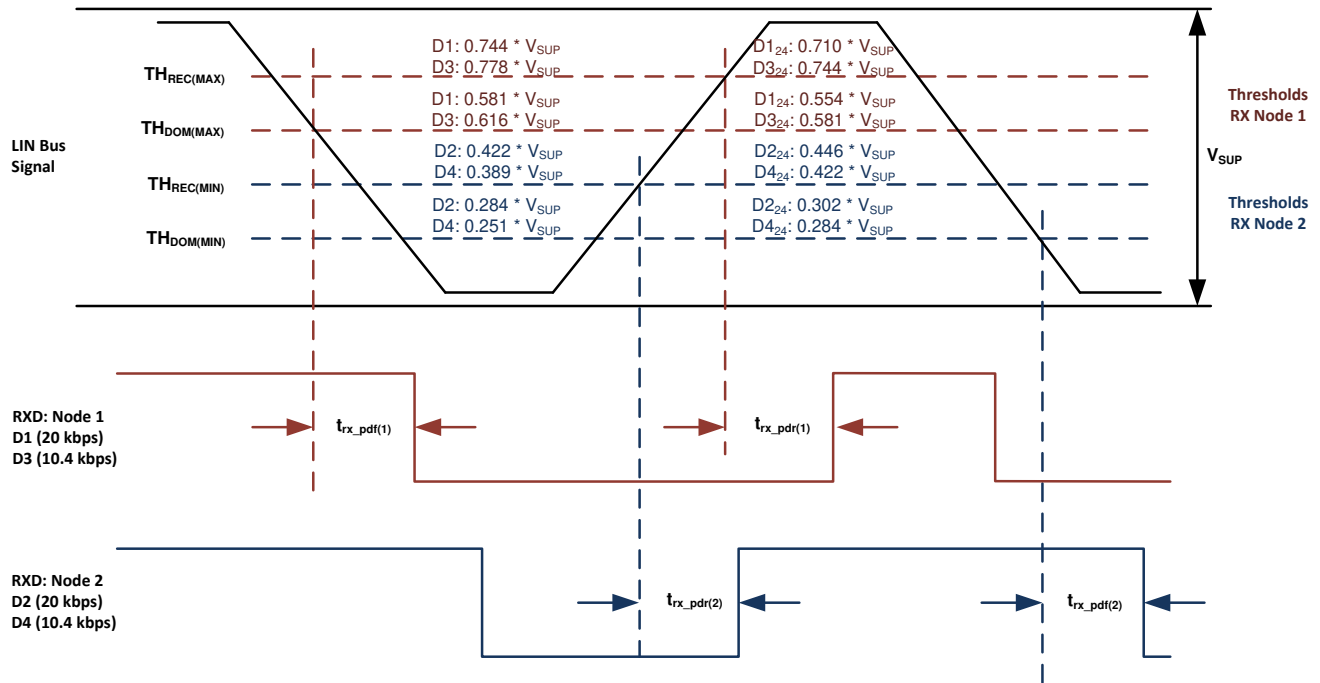 D1: 0.744 * VSUP
D3: 0.778 * VSUP
D1: 0.581 * VSUP
D3: 0.616 * VSUP
D2: 0.422 * VSUP
D4: 0.389 * VSUP
D2: 0.284 * VSUP
D4: 0.251 * VSUP
D124: 0.710 * VSUP
D324: 0.744 * VSUP
D124: 0.554 * VSUP
D324: 0.581 * VSUP
D224: 0.446 * VSUP
D424: 0.422 * VSUP
D224: 0.302 * VSUP
D424: 0.284 * VSUP
THREC(MAX)
THDOM(MAX)
THREC(MIN)
THDOM(MIN)
LIN Bus
Signal
Thresholds
RX Node 1
VSUP
Thresholds
RX Node 2
RXD: Node 1
D1 (20 kbps)
D3 (10.4 kbps)
trx_pdf(1)
trx_pdr(1)
RXD: Node 2
D2 (20 kbps)
D4 (10.4 kbps)
trx_pdr(2)
trx_pdf(2)